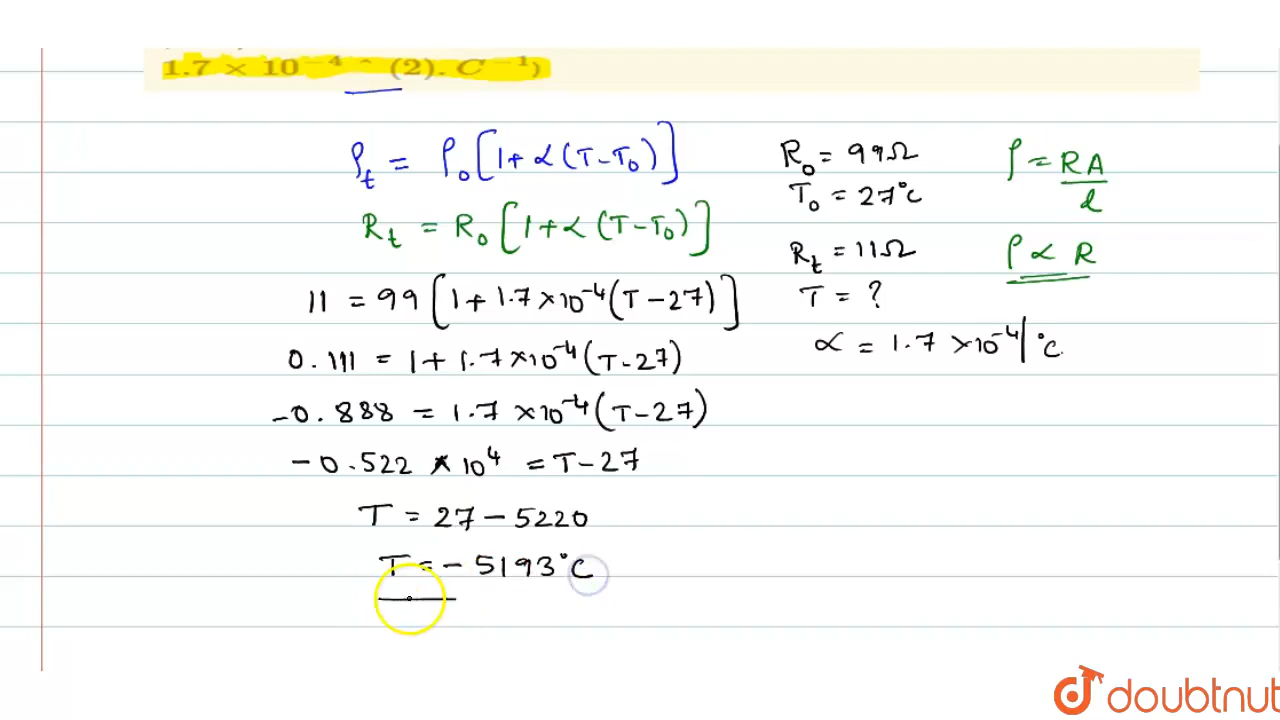 1.7 × 10⁻⁴ ⁻ (2). C⁻¹)
ρₜ = ρ₀ [1 + α (T - T₀)]
Rₜ = R₀ [1 + α (T - T₀)]
11 = 99 [1 + 1.7 × 10⁻⁴ (T - 27)]
0.111 = 1 + 1.7 × 10⁻⁴ (T - 27)
-0.888 = 1.7 × 10⁻⁴ (T - 27)
-0.522 × 10⁴ = T - 27
T = 27 - 5220
T = - 5193°C
R₀ = 99Ω
T₀ = 27°C
Rₜ = 11Ω
T = ?
α = 1.7 × 10⁻⁴ / °C
ρ = RA / l
ρ ∝ R
doubtnut